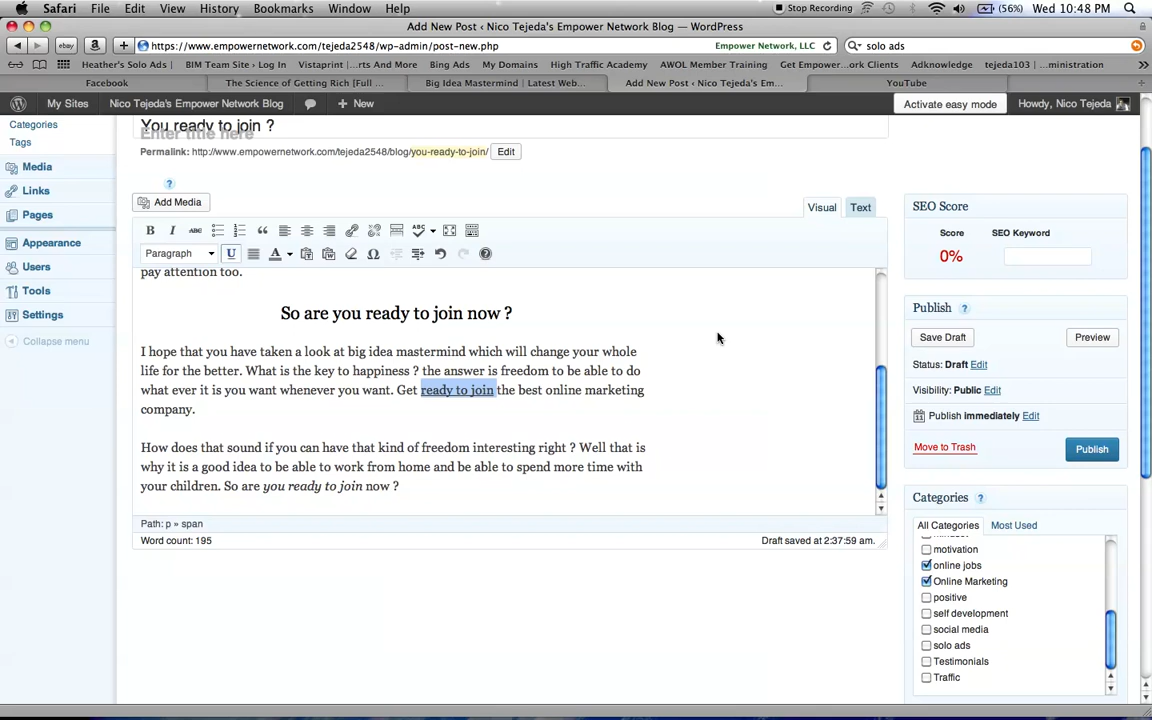 Safari File Edit View History Bookmarks Window Help Stop Recording (56%) Wed 10:48 PM
Add New Post ‹ Nico Tejeda's Empower Network Blog — WordPress
ebay a https://www.empowernetwork.com/tejeda2548/wp-admin/post-new.php Empower Network, LLC solo ads
Heather's Solo Ads BIM Team Site › Log In Vistaprint |...rts And More Bing Ads My Domains High Traffic Academy AWOL Member Training Get Empower...ork Clients Adknowledge tejeda103 |...ministration
Facebook The Science of Getting Rich [Full ... Big Idea Mastermind | Latest Web... Add New Post ‹ Nico Tejeda's Em... YouTube
My Sites Nico Tejeda's Empower Network Blog + New Activate easy mode Howdy, Nico Tejeda
Categories
Tags
Media
Links
Pages
Appearance
Users
Tools
Settings
Collapse menu
You ready to join ?
Enter title here
Permalink: http://www.empowernetwork.com/tejeda2548/blog/you-ready-to-join/ Edit
?
Add Media
Visual Text
B I ABC ABC
Paragraph U A Ω ?
pay attention too.
So are you ready to join now ?
I hope that you have taken a look at big idea mastermind which will change your whole
life for the better. What is the key to happiness ? the answer is freedom to be able to do
what ever it is you want whenever you want. Get ready to join the best online marketing
company.
How does that sound if you can have that kind of freedom interesting right ? Well that is
why it is a good idea to be able to work from home and be able to spend more time with
your children. So are you ready to join now ?
Path: p » span
Word count: 195 Draft saved at 2:37:59 am.
SEO Score
Score SEO Keyword
0%
Publish ?
Save Draft Preview
Status: Draft Edit
Visibility: Public Edit
Publish immediately Edit
Move to Trash Publish
Categories ?
All Categories Most Used
motivation
online jobs
Online Marketing
positive
self development
social media
solo ads
Testimonials
Traffic